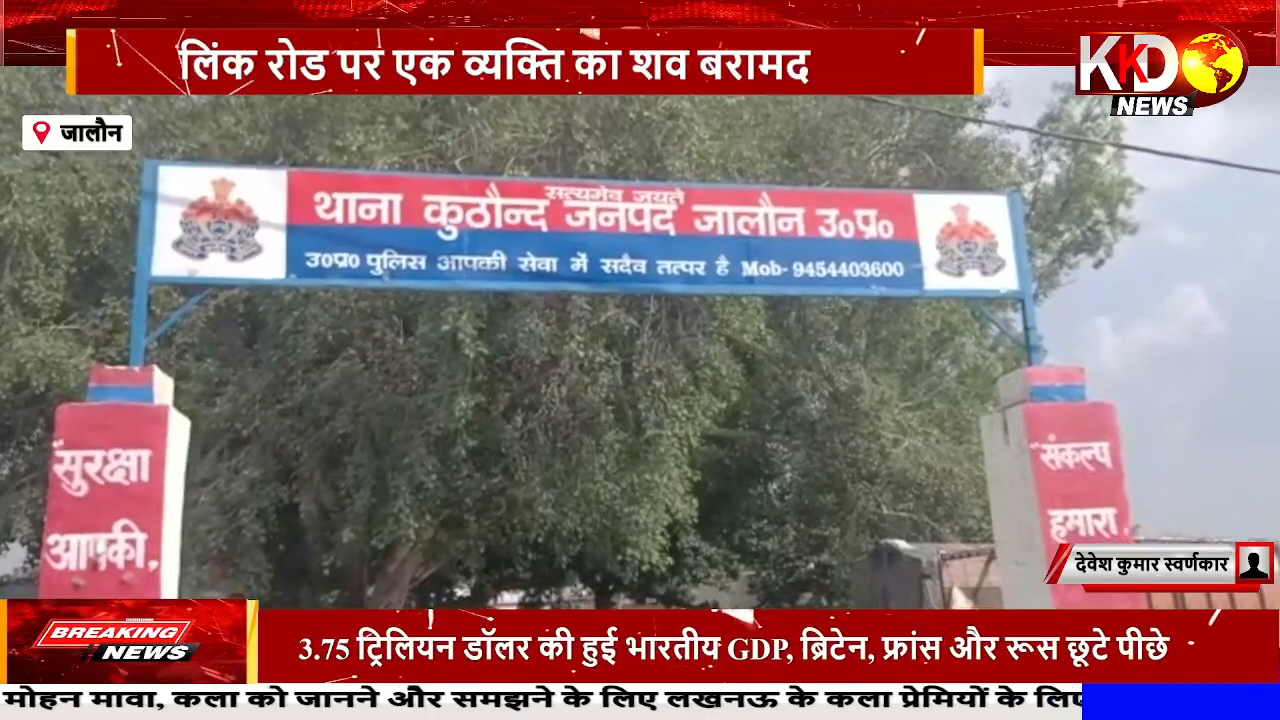 लिंक रोड पर एक व्यक्ति का शव बरामद
KKD
NEWS
जालौन
सत्यमेव जयते
थाना कुठौन्द जनपद जालौन उ०प्र०
उ०प्र० पुलिस आपकी सेवा में सदैव तत्पर है Mob- 9454403600
सुरक्षा
आपकी,
संकल्प
हमारा
देवेश कुमार स्वर्णकार
BREAKING
NEWS
3.75 ट्रिलियन डॉलर की हुई भारतीय GDP, ब्रिटेन, फ्रांस और रूस छूटे पीछे
मोहन मावा, कला को जानने और समझने के लिए लखनऊ के कला प्रेमियों के लिए